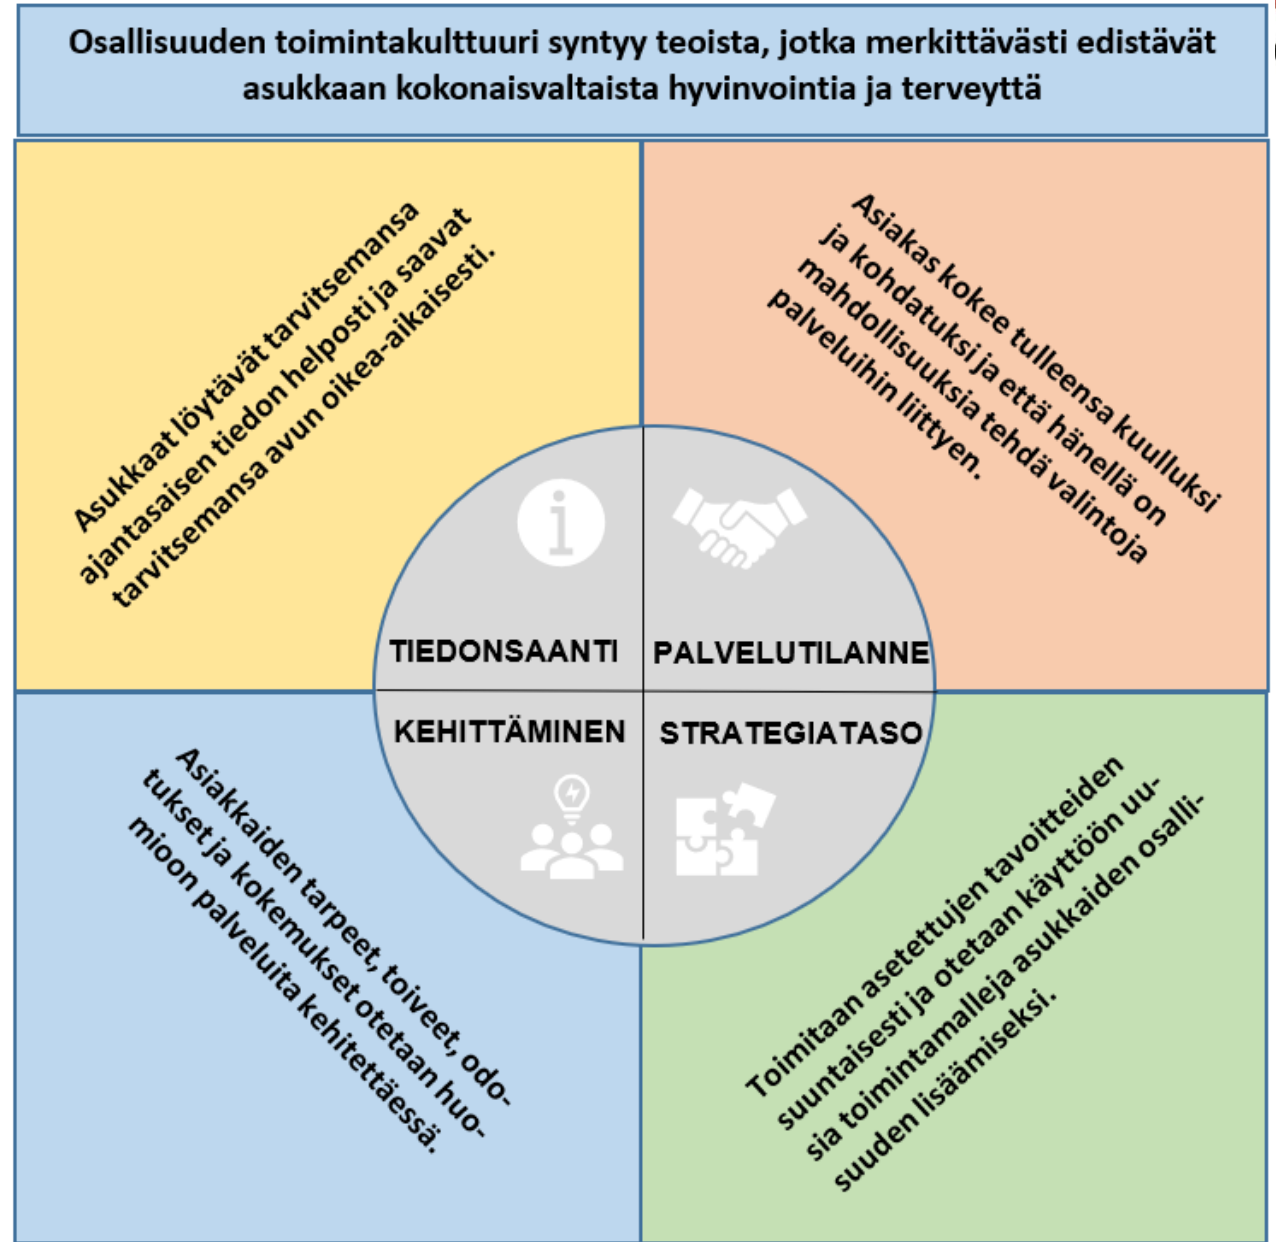 Osallisuuden toimintakulttuuri syntyy teoista, jotka merkittävästi edistävät
asukkaan kokonaisvaltaista hyvinvointia ja terveyttä
Asukkaat löytävät tarvitsemansa
ajantasaisen tiedon helposti ja saavat
tarvitsemansa avun oikea-aikaisesti.
Asiakas kokee tulleensa kuulluksi
ja kohdatuksi ja että hänellä on
mahdollisuuksia tehdä valintoja
palveluihin liittyen.
TIEDONSAANTI
PALVELUTILANNE
KEHITTÄMINEN
STRATEGIATASO
Asiakkaiden tarpeet, toiveet, odo-
tukset ja kokemukset otetaan huo-
mioon palveluita kehitettäessä.
Toimitaan asetettujen tavoitteiden
suuntaisesti ja otetaan käyttöön uu-
sia toimintamalleja asukkaiden osalli-
suuden lisäämiseksi.